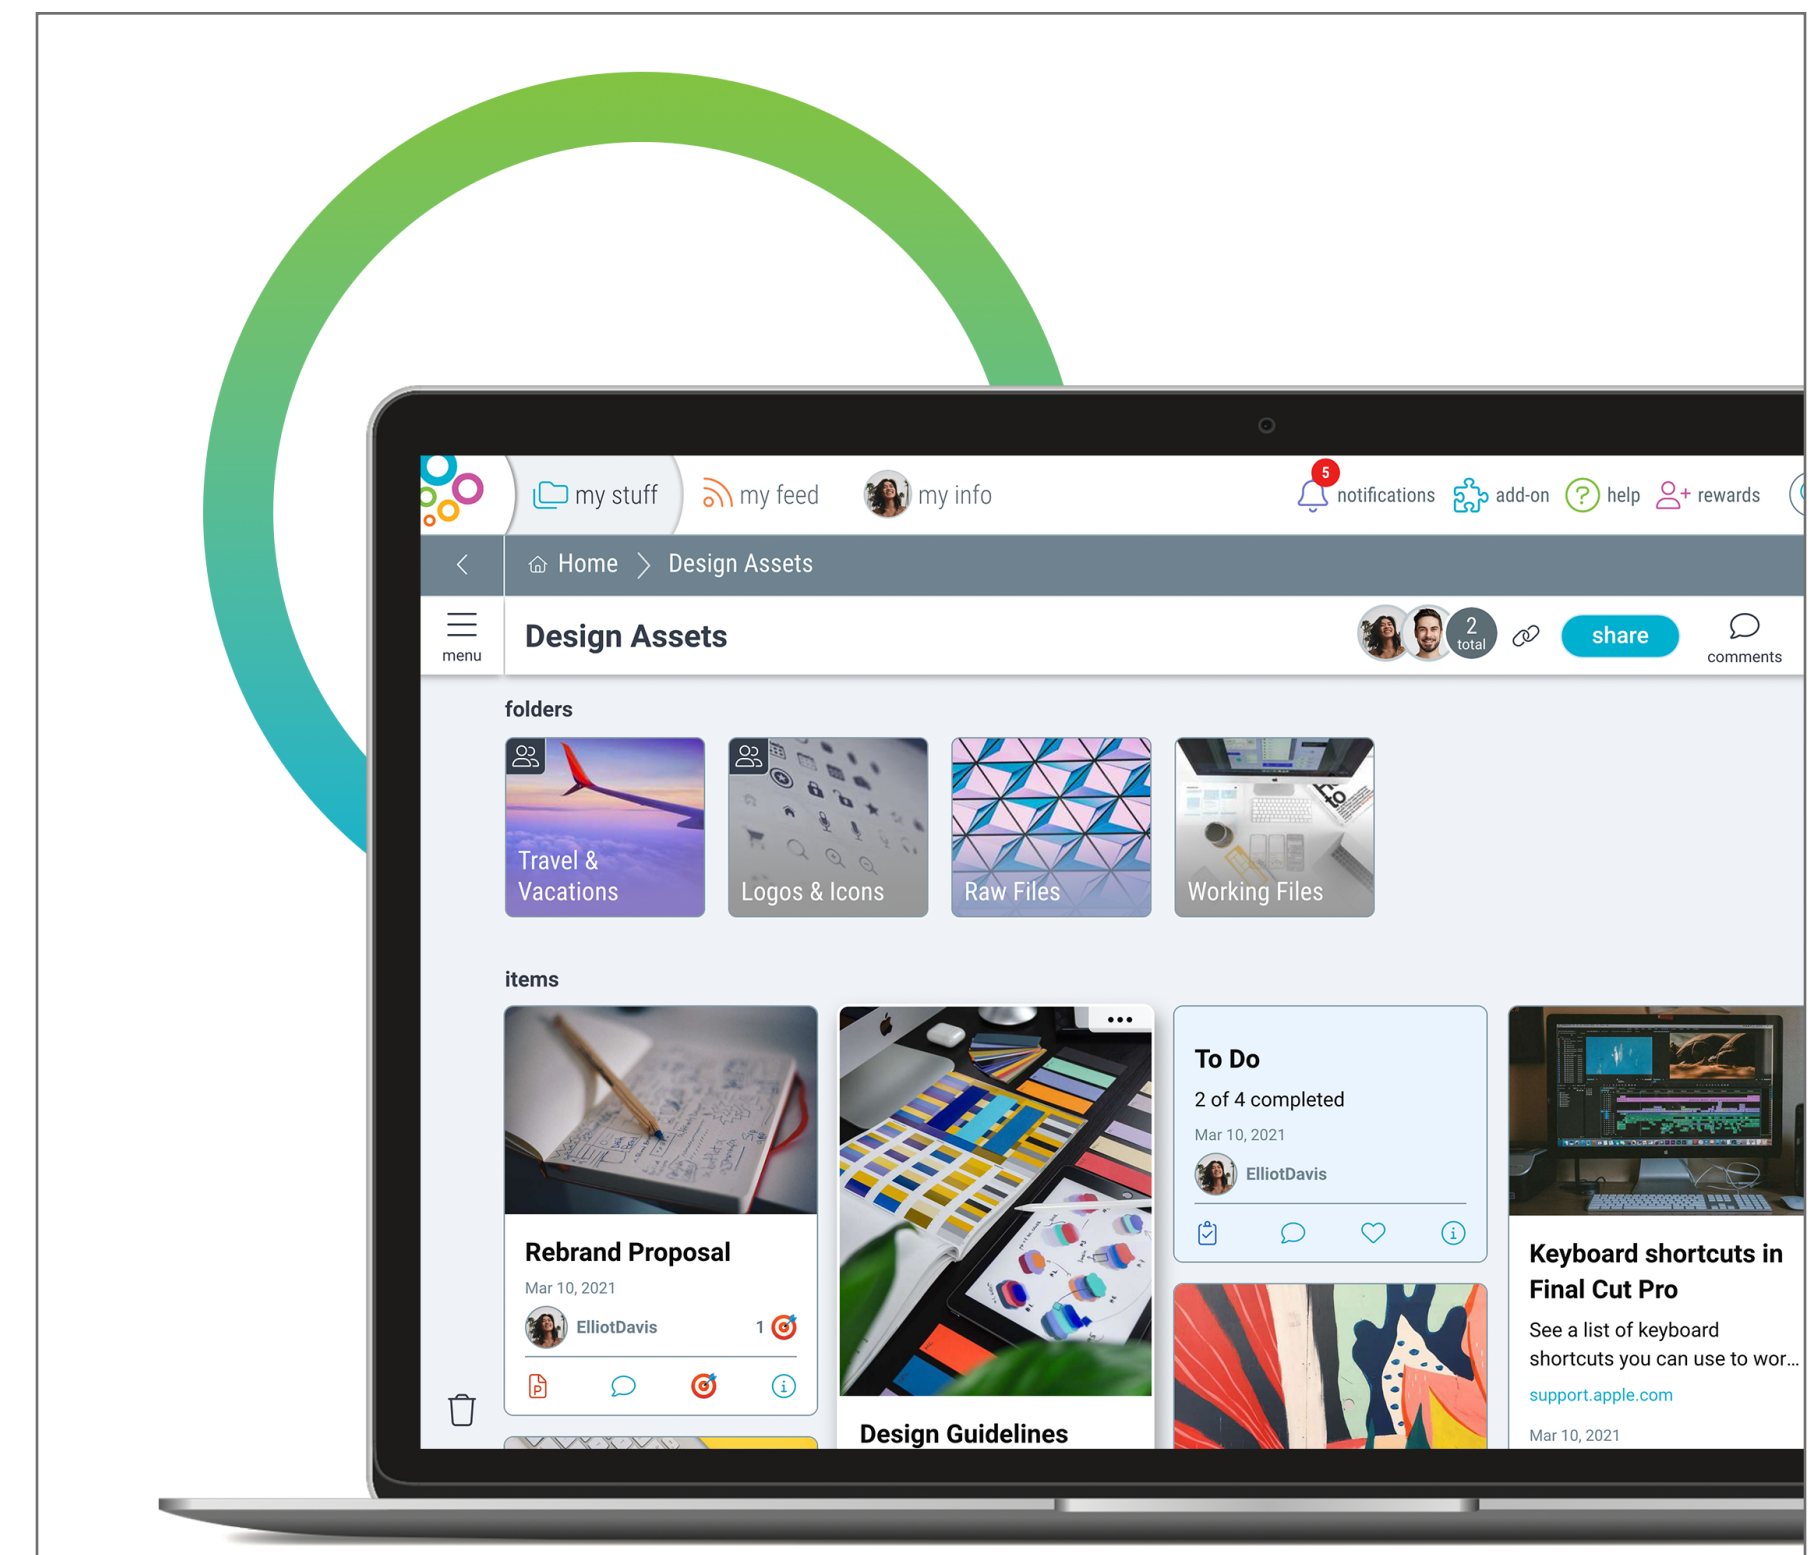 my stuff
my feed
my info
5
notifications
add-on
help
rewards
Home
Design Assets
menu
Design Assets
2
total
share
comments
folders
Travel &
Vacations
Logos & Icons
Raw Files
Working Files
items
Rebrand Proposal
Mar 10, 2021
ElliotDavis
1
Design Guidelines
To Do
2 of 4 completed
Mar 10, 2021
ElliotDavis
Keyboard shortcuts in
Final Cut Pro
See a list of keyboard
shortcuts you can use to wor...
support.apple.com
Mar 10, 2021